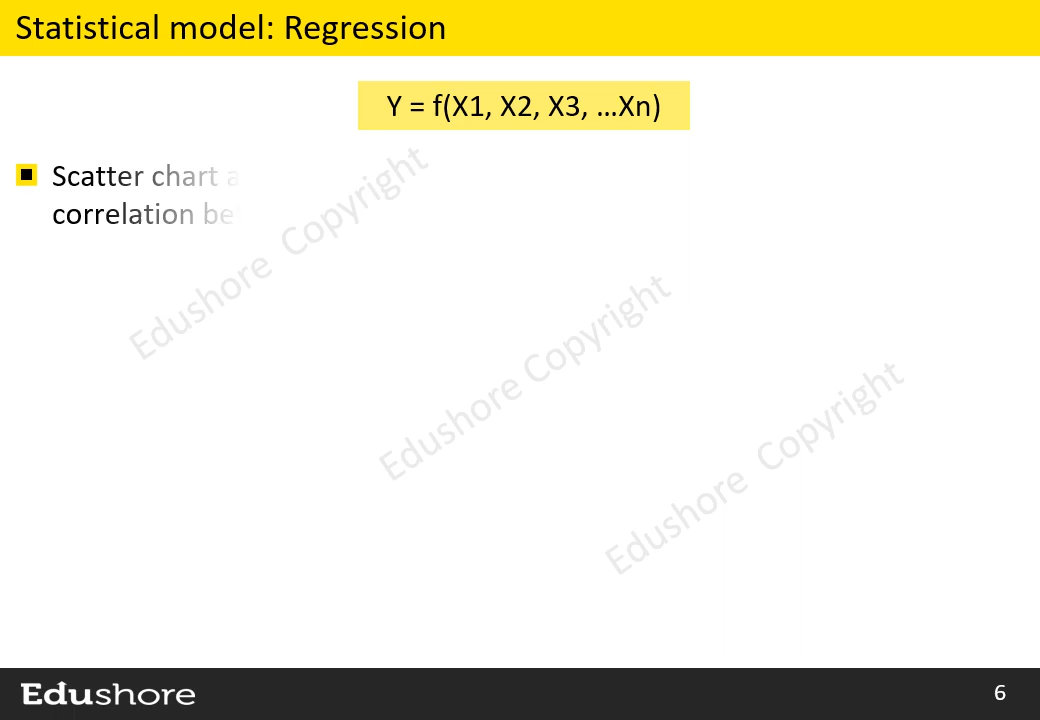 Statistical model: Regression
Y = f(X1, X2, X3, ...Xn)
Scatter chart
correlation
Edushore Copyright
Edushore Copyright
Edushore Copyright
Edushore
6